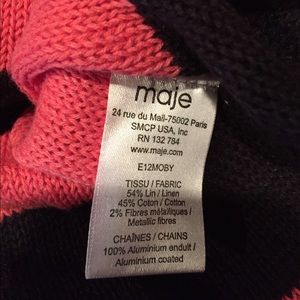 maje
24 rue du Mail-75002 Paris
SMCP USA, Inc
RN 132 784
www.maje.com
E12MOBY
TISSU / FABRIC
54% Lin / Linen
45% Coton / Cotton
2% Fibres métalliques /
Metallic fibres
CHAÎNES / CHAINS
100% Aluminium enduit /
Aluminium coated